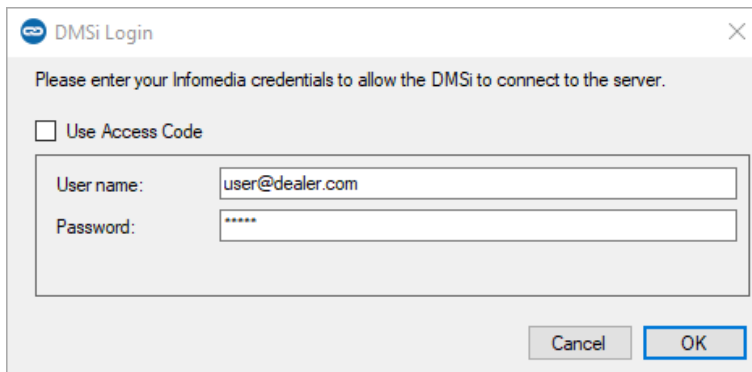 DMSi Login
Please enter your Infomedia credentials to allow the DMSi to connect to the server.
Use Access Code
User name: user@dealer.com
Password: *****
Cancel OK